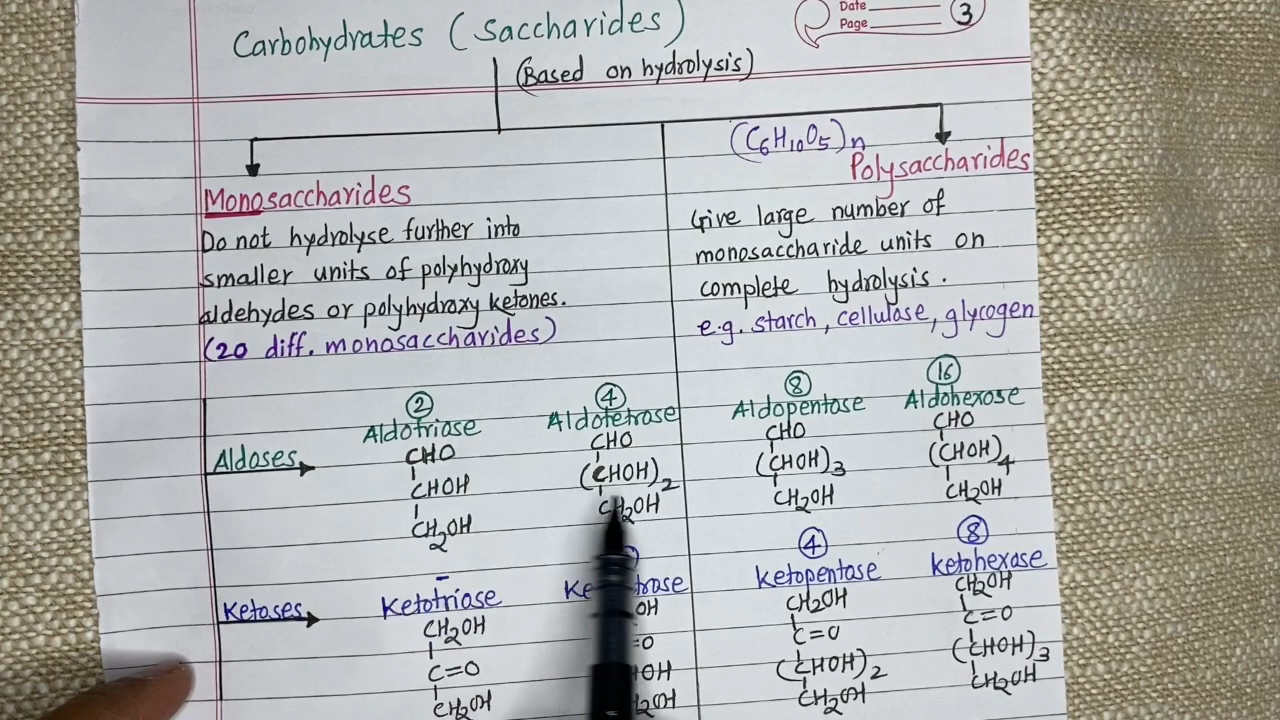 Date
Page 3
Carbohydrates (Saccharides)
(Based on hydrolysis)
Monosaccharides
Do not hydrolyse further into
smaller units of polyhydroxy
aldehydes or polyhydroxy ketones.
(20 diff. monosaccharides)
(C6H10O5)n
Polysaccharides
Give large number of
monosaccharide units on
complete hydrolysis.
e.g. starch, cellulase, glycogen
Aldoses
2
Aldotriose
CHO
CHOH
CH2OH
4
Aldotetrose
CHO
(CHOH)2
CH2OH
8
Aldopentose
CHO
(CHOH)3
CH2OH
16
Aldohexose
CHO
(CHOH)4
CH2OH
Ketoses
-
Ketotriose
CH2OH
C=O
CH2OH
4
Ketopentose
CH2OH
C=O
(CHOH)2
CH2OH
8
Ketohexose
CH2OH
C=O
(CHOH)3
CH2OH